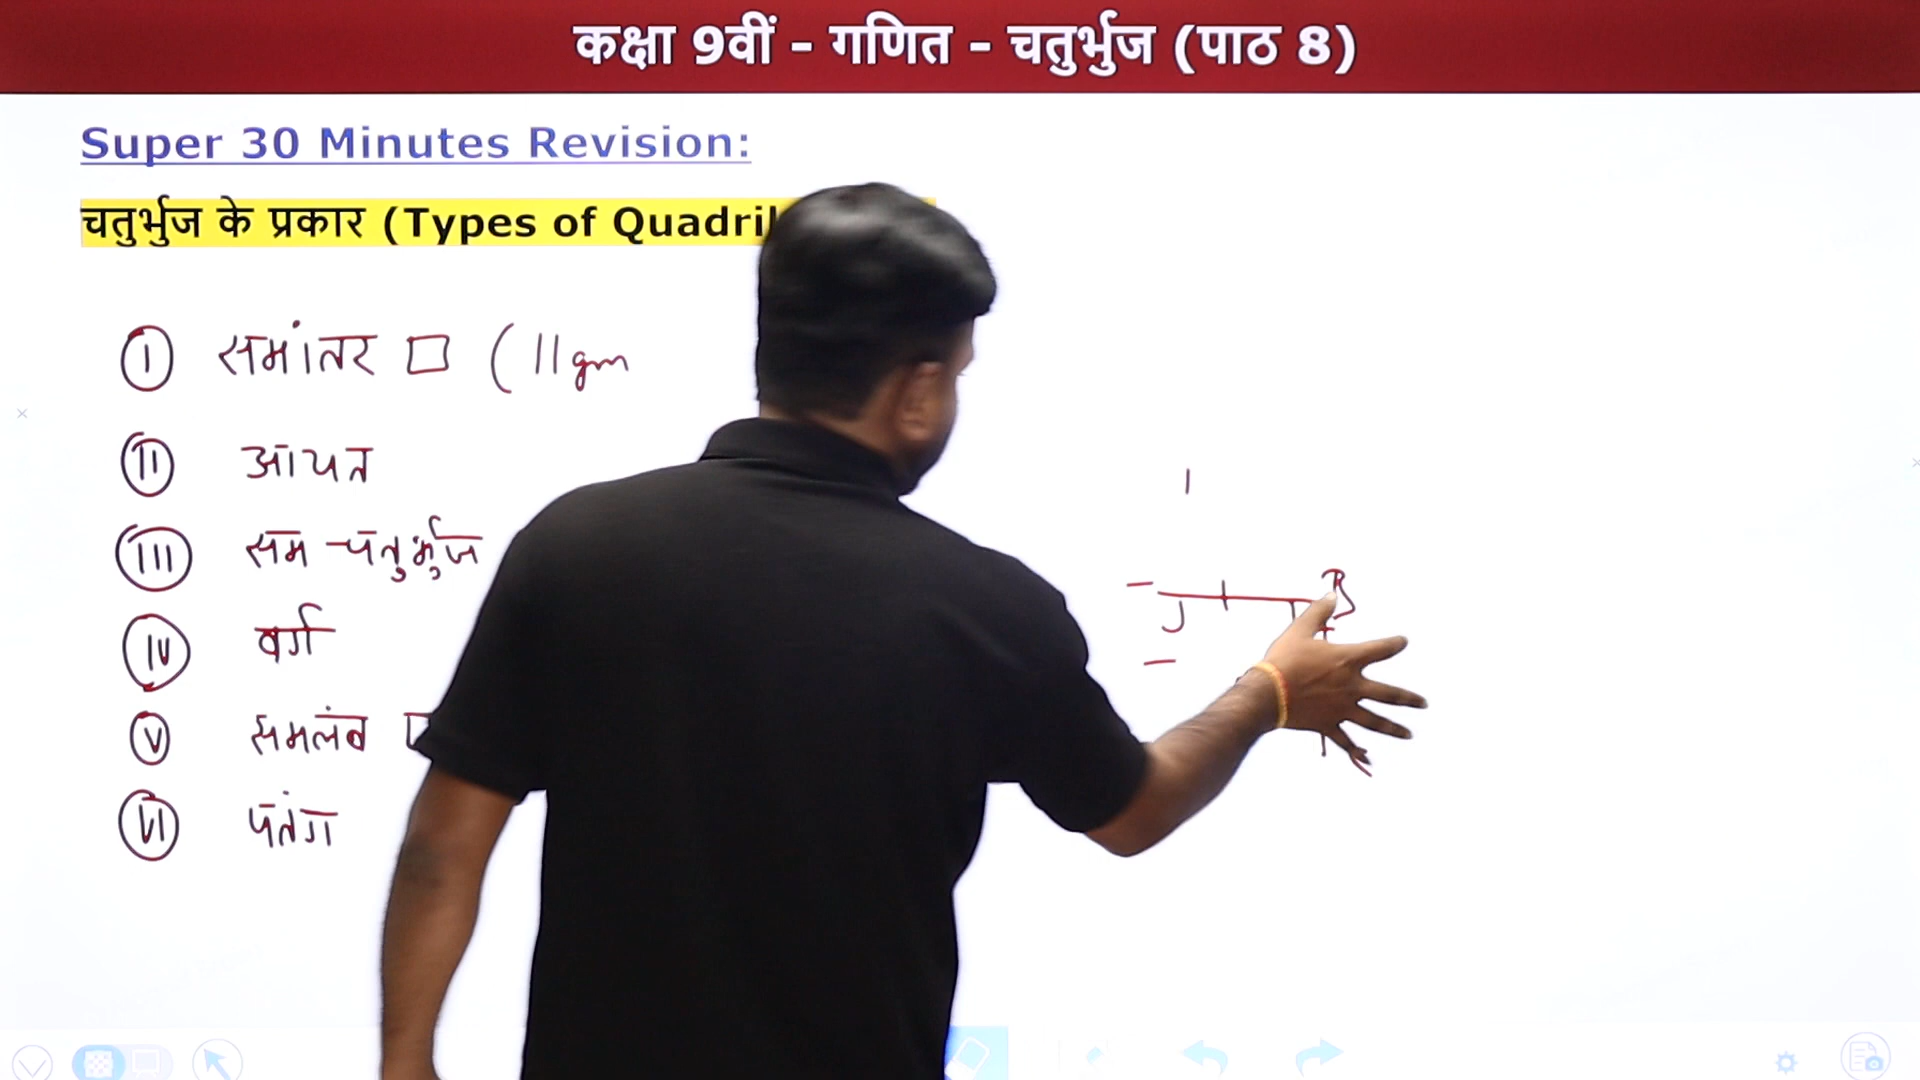 कक्षा 9वीं - गणित - चतुर्भुज (पाठ 8)
Super 30 Minutes Revision:
चतुर्भुज के प्रकार (Types of Quadril
I समांतर □ (||gm
II आयत
III सम-चतुर्भुज
IV वर्ग
V समलंब
VI पतंग
B